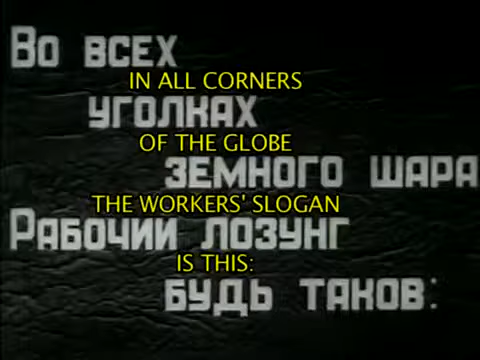 Во всех
IN ALL CORNERS
уголках
OF THE GLOBE
земного шара
THE WORKERS' SLOGAN
Рабочий лозунг
IS THIS:
будь таков: